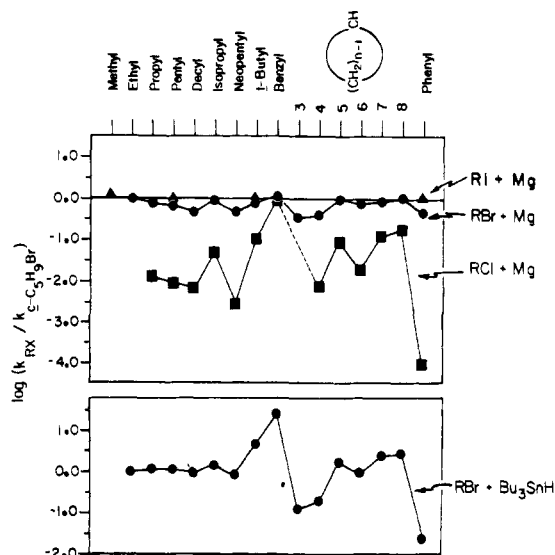 Methyl
Ethyl
Propyl
Pentyl
Decyl
Isopropyl
Neopentyl
t-Butyl
Benzyl
3
4
5
6
7
8
Phenyl
(CH2)n-1
CH
1.0
0.0
-1.0
-2.0
-3.0
-4.0
RI + Mg
RBr + Mg
RCl + Mg
log (kRX / kc-C5H9Br)
1.0
0.0
-1.0
-2.0
RBr + Bu3SnH